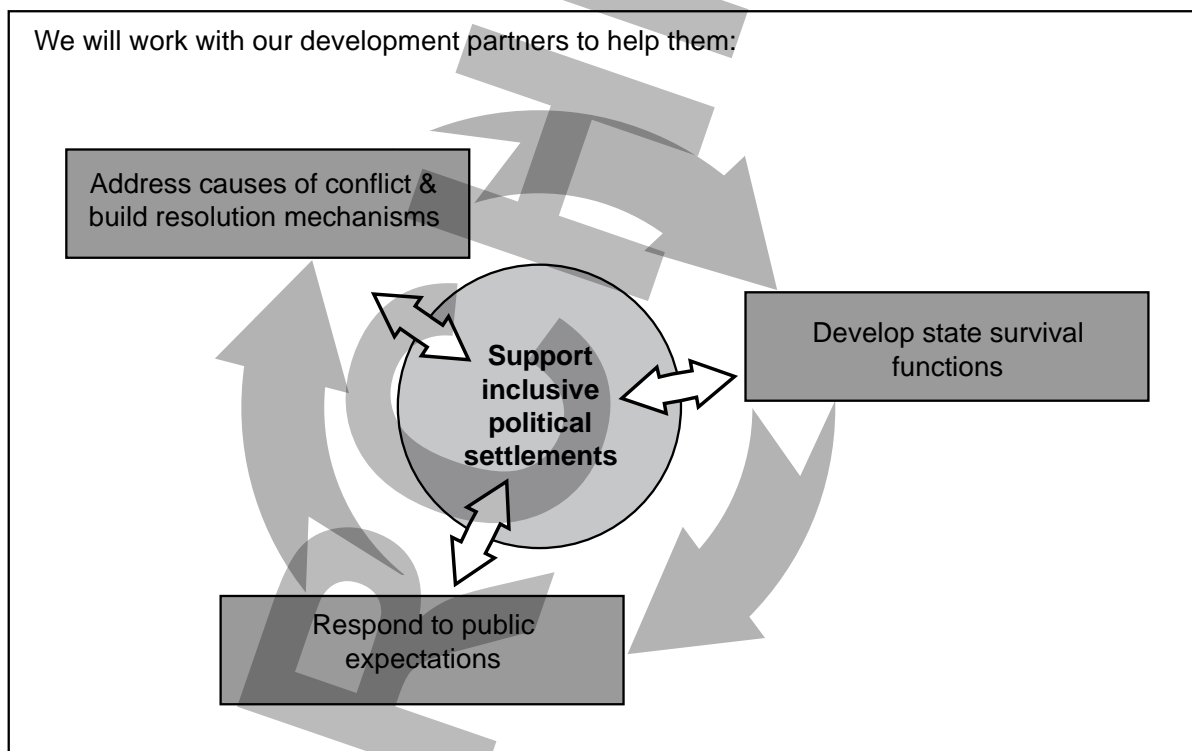 We will work with our development partners to help them:
Address causes of conflict &
build resolution mechanisms
Develop state survival
functions
Support
inclusive
political
settlements
Respond to public
expectations